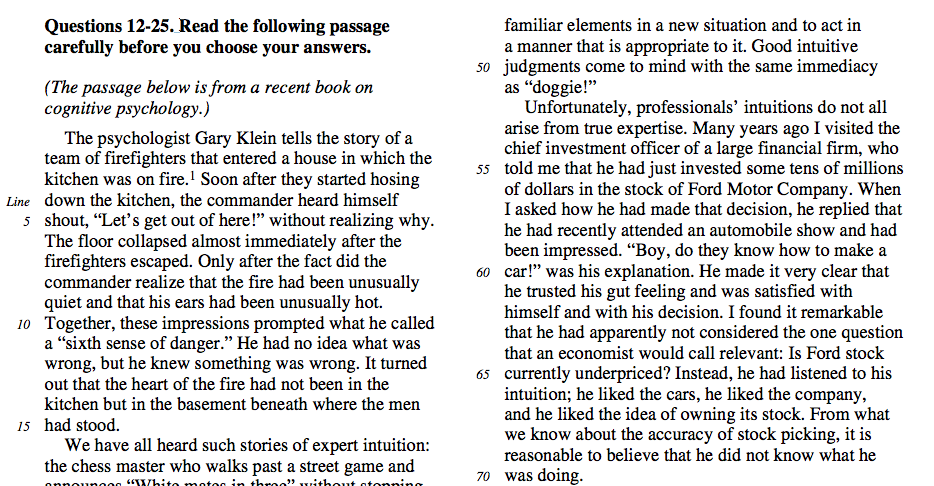 Questions 12-25. Read the following passage
carefully before you choose your answers.
(The passage below is from a recent book on
cognitive psychology.)
The psychologist Gary Klein tells the story of a
team of firefighters that entered a house in which the
kitchen was on fire.¹ Soon after they started hosing
Line down the kitchen, the commander heard himself
5 shout, “Let’s get out of here!” without realizing why.
The floor collapsed almost immediately after the
firefighters escaped. Only after the fact did the
commander realize that the fire had been unusually
quiet and that his ears had been unusually hot.
10 Together, these impressions prompted what he called
a “sixth sense of danger.” He had no idea what was
wrong, but he knew something was wrong. It turned
out that the heart of the fire had not been in the
kitchen but in the basement beneath where the men
15 had stood.
We have all heard such stories of expert intuition:
the chess master who walks past a street game and
announces “White mates in three” without stopping,
familiar elements in a new situation and to act in
a manner that is appropriate to it. Good intuitive
50 judgments come to mind with the same immediacy
as “doggie!”
Unfortunately, professionals’ intuitions do not all
arise from true expertise. Many years ago I visited the
chief investment officer of a large financial firm, who
55 told me that he had just invested some tens of millions
of dollars in the stock of Ford Motor Company. When
I asked how he had made that decision, he replied that
he had recently attended an automobile show and had
been impressed. “Boy, do they know how to make a
60 car!” was his explanation. He made it very clear that
he trusted his gut feeling and was satisfied with
himself and with his decision. I found it remarkable
that he had apparently not considered the one question
that an economist would call relevant: Is Ford stock
65 currently underpriced? Instead, he had listened to his
intuition; he liked the cars, he liked the company,
and he liked the idea of owning its stock. From what
we know about the accuracy of stock picking, it is
reasonable to believe that he did not know what he
70 was doing.